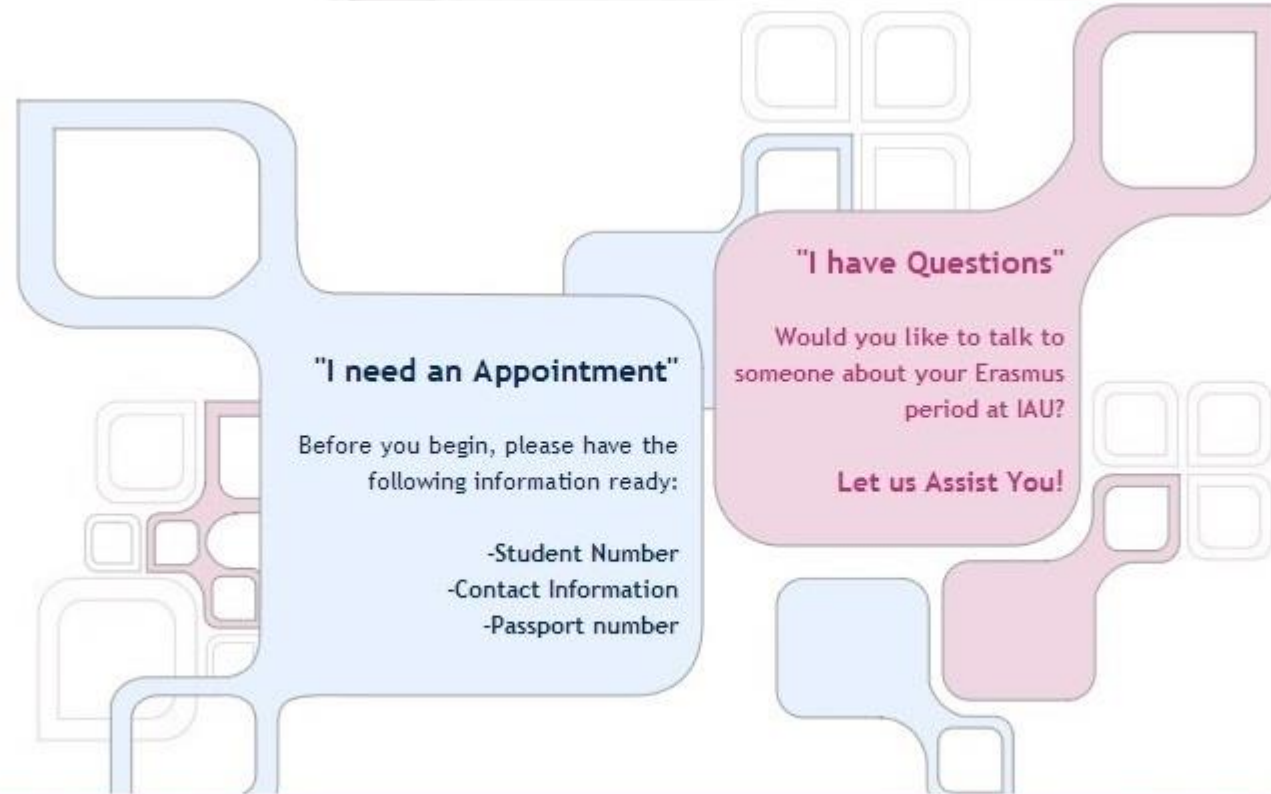 "I need an Appointment"
Before you begin, please have the
following information ready:
-Student Number
-Contact Information
-Passport number
"I have Questions"
Would you like to talk to
someone about your Erasmus
period at IAU?
Let us Assist You!